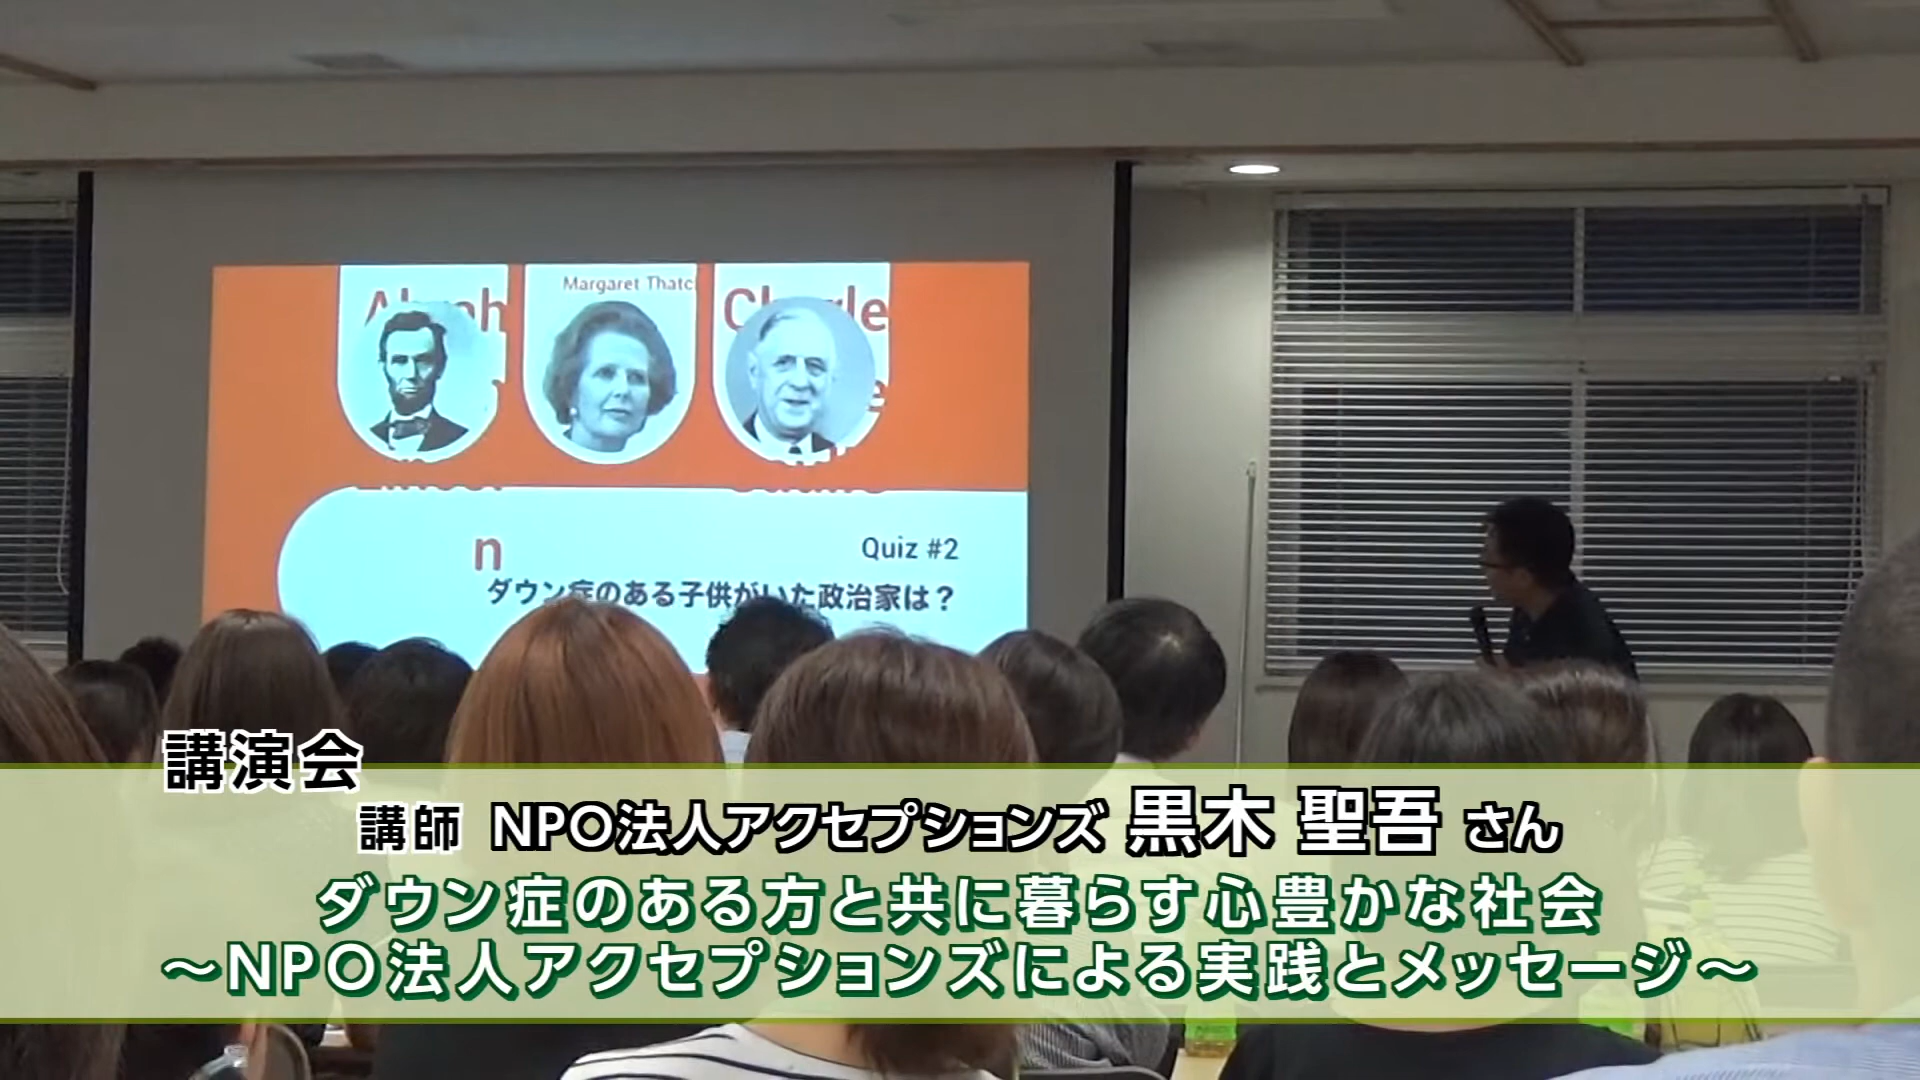 Margaret Thatc
n
Quiz #2
ダウン症のある子供がいた政治家は？
講演会
講師 NPO法人アクセプションズ 黒木 聖吾 さん
ダウン症のある方と共に暮らす心豊かな社会
～NPO法人アクセプションズによる実践とメッセージ～